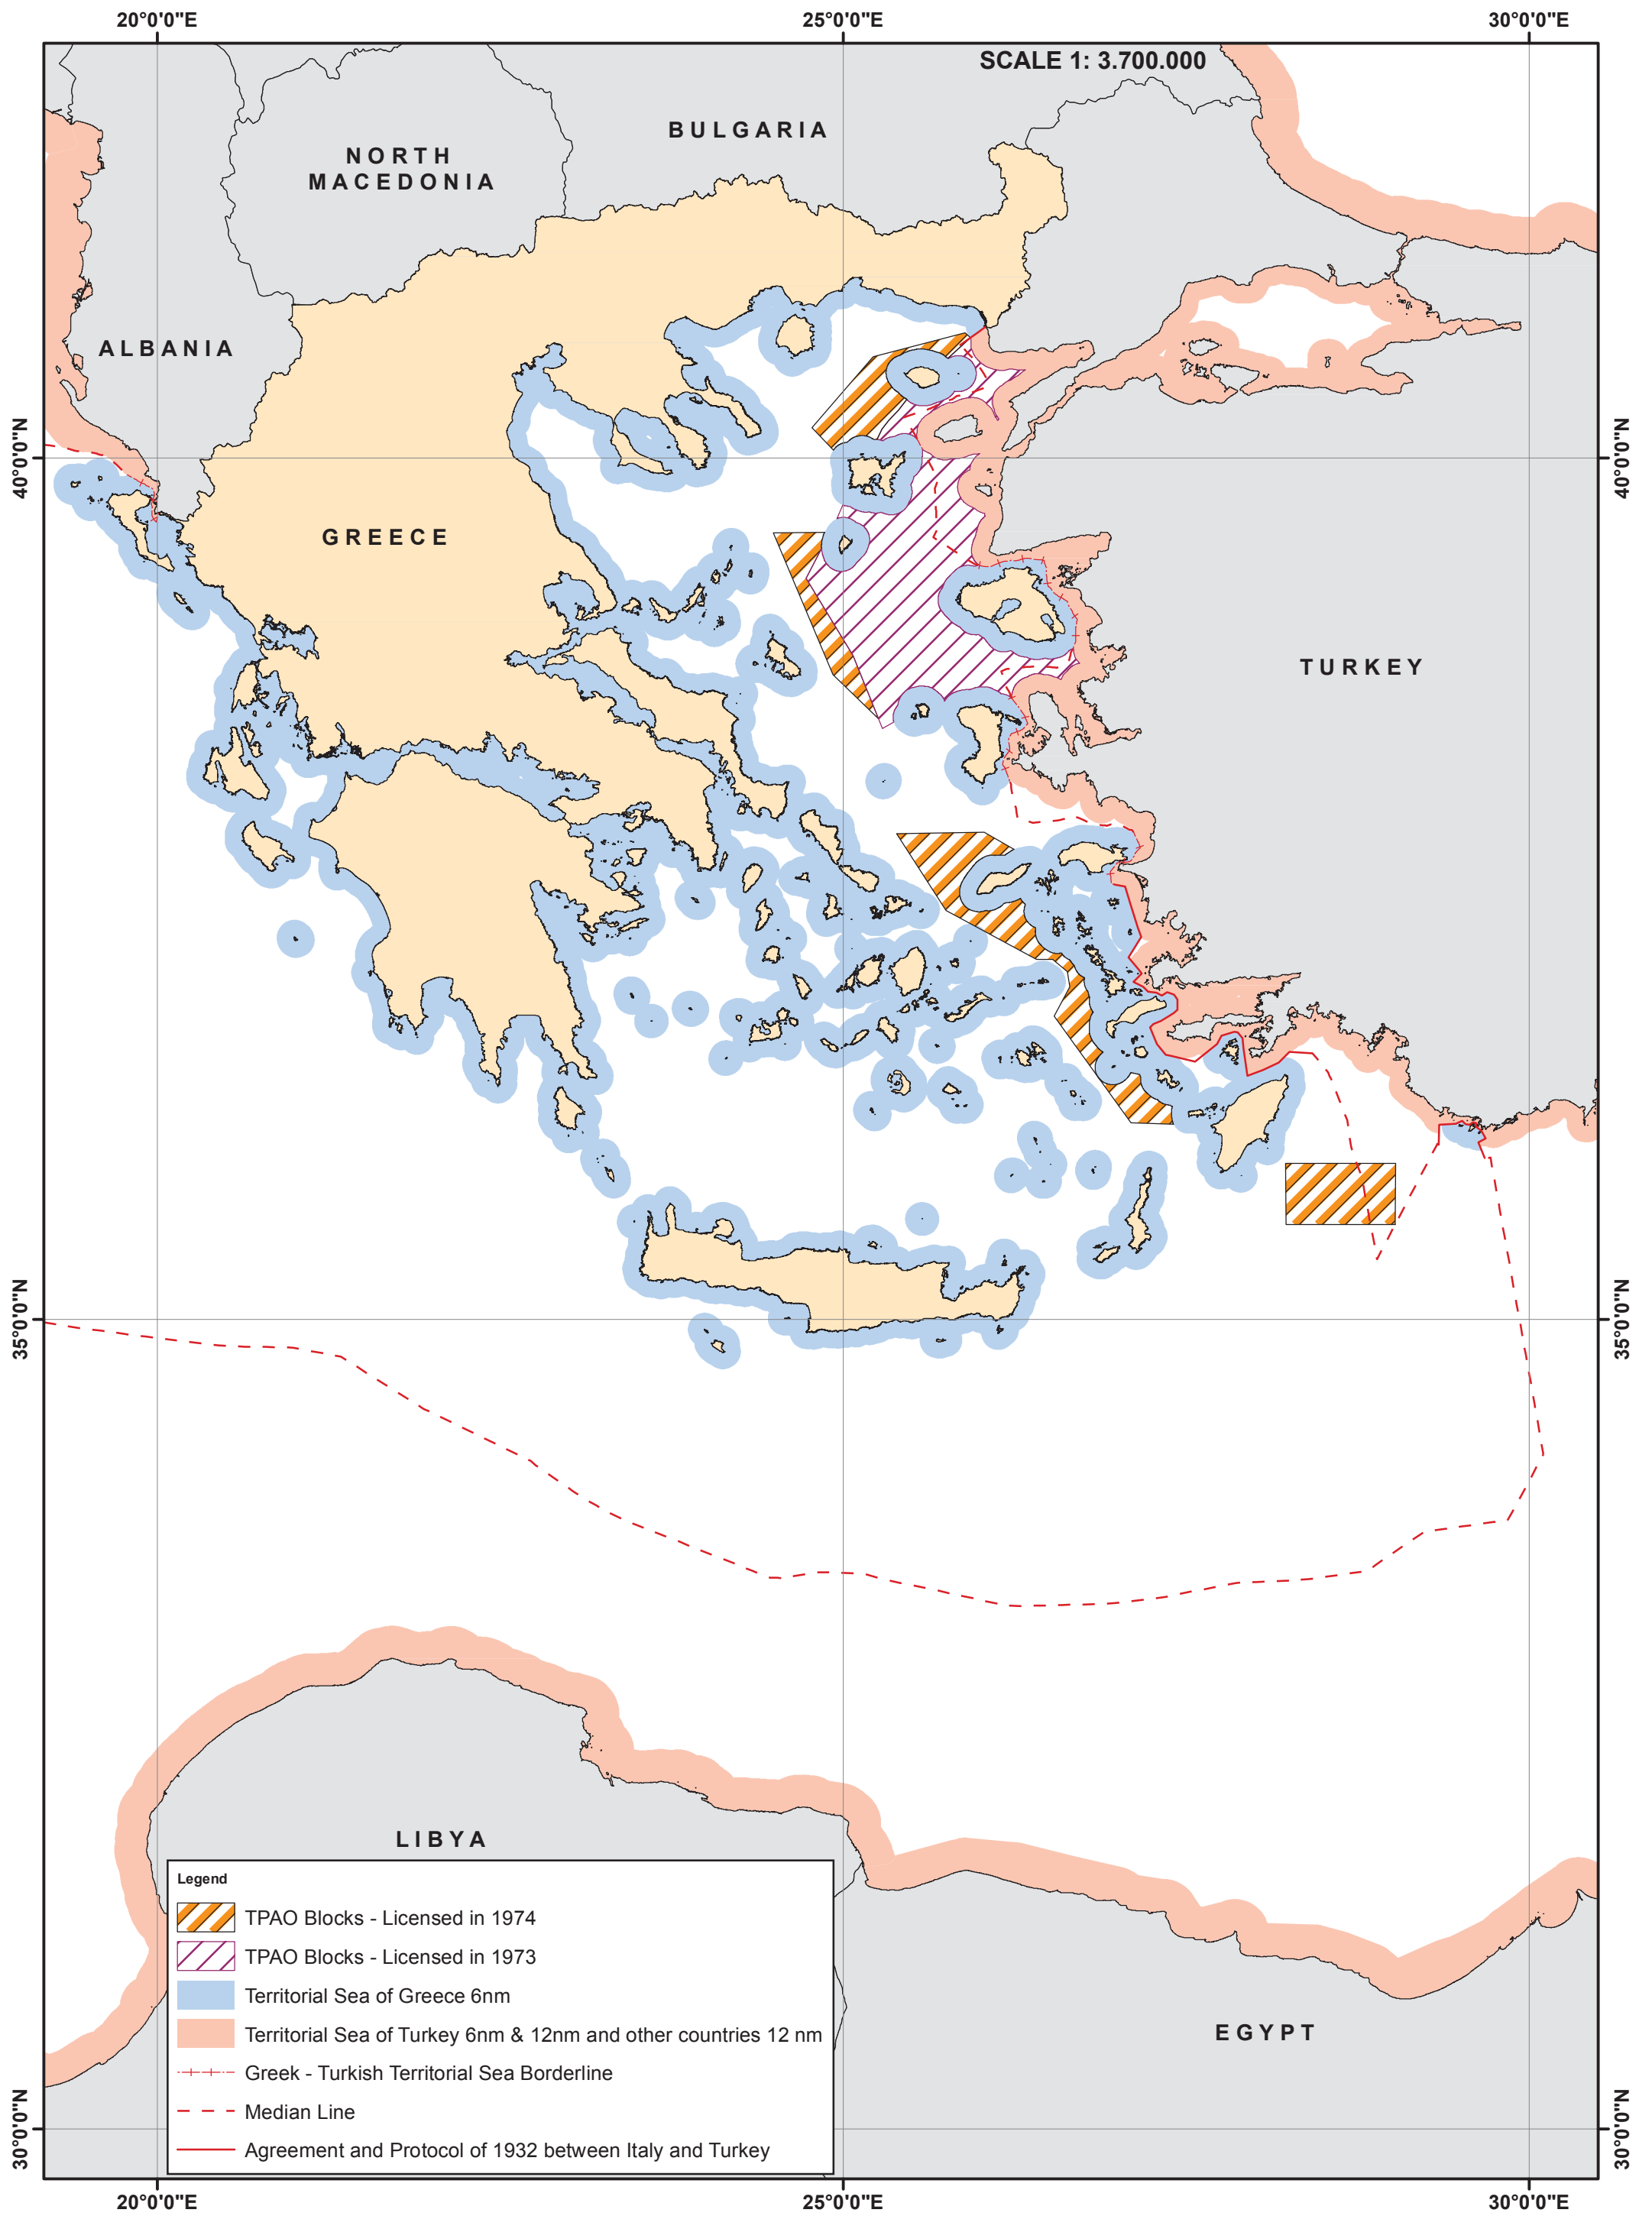 20°0'0"E
25°0'0"E
30°0'0"E
SCALE 1: 3.700.000
BULGARIA
NORTH
MACEDONIA
ALBANIA
40°0'0"N
40°0'0"N
GREECE
TURKEY
35°0'0"N
35°0'0"N
LIBYA
Legend
TPAO Blocks - Licensed in 1974
TPAO Blocks - Licensed in 1973
Territorial Sea of Greece 6nm
Territorial Sea of Turkey 6nm & 12nm and other countries 12 nm
EGYPT
Greek - Turkish Territorial Sea Borderline
Median Line
Agreement and Protocol of 1932 between Italy and Turkey
30°0'0"N
30°0'0"N
20°0'0"E
25°0'0"E
30°0'0"E